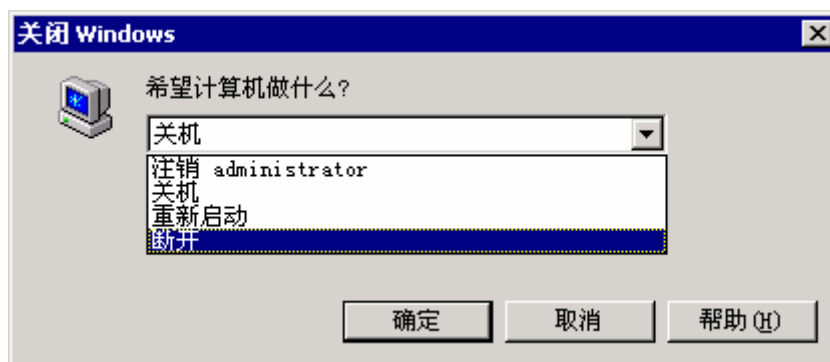 关闭 Windows
希望计算机做什么?
关机
注销 administrator
关机
重新启动
断开
确定 取消 帮助(H)